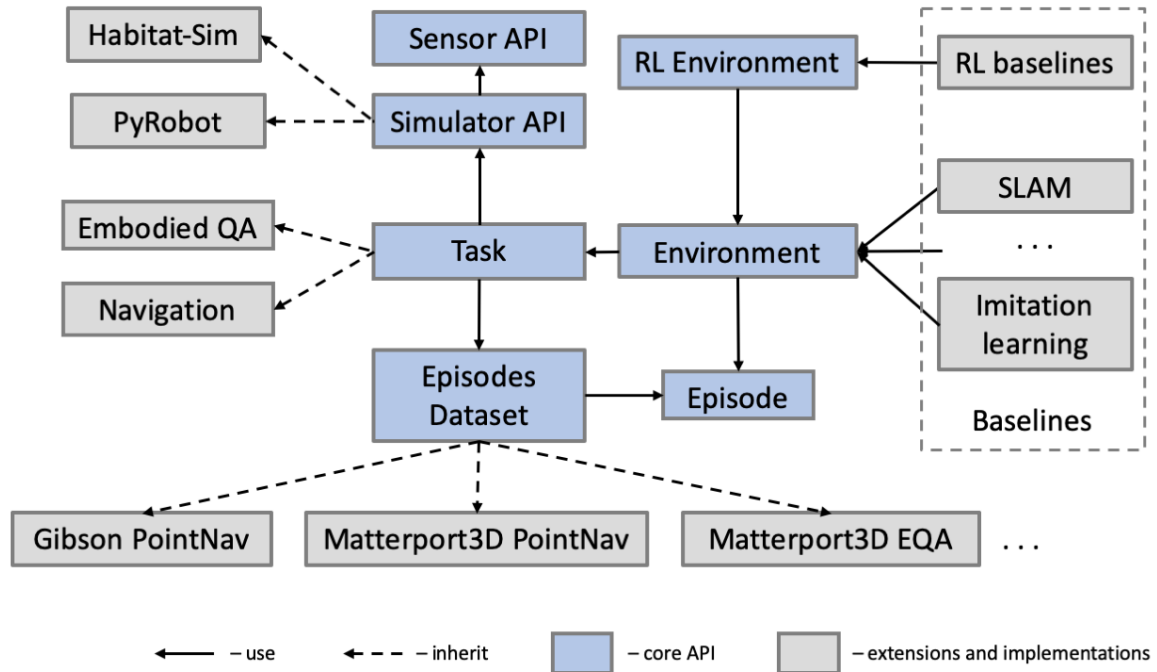 Habitat-Sim
Sensor API
RL Environment
RL baselines
PyRobot
Simulator API
SLAM
Embodied QA
Task
Environment
. . .
Navigation
Imitation
learning
Episodes
Dataset
Episode
Baselines
Gibson PointNav
Matterport3D PointNav
Matterport3D EQA
. . .
– use
– inherit
– core API
– extensions and implementations